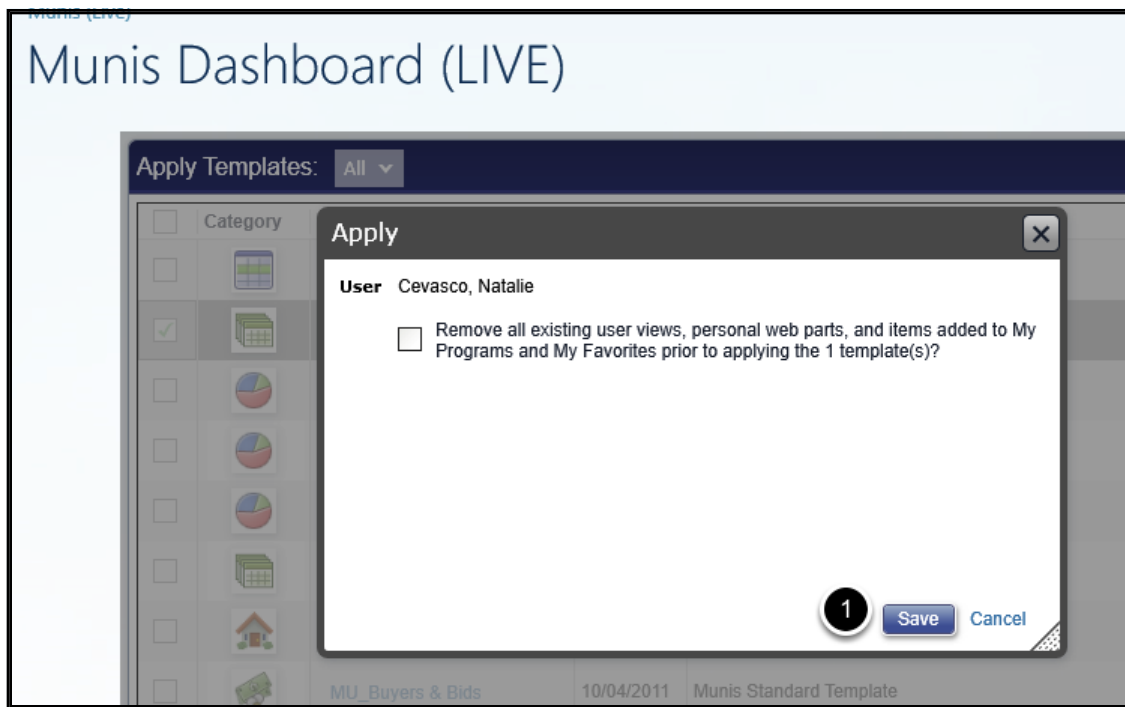 Munis (Live)
Munis Dashboard (LIVE)
Apply Templates: All
Category
Apply
User Cevasco, Natalie
Remove all existing user views, personal web parts, and items added to My
Programs and My Favorites prior to applying the 1 template(s)?
1
Save Cancel
MU_Buyers & Bids 10/04/2011 Munis Standard Template